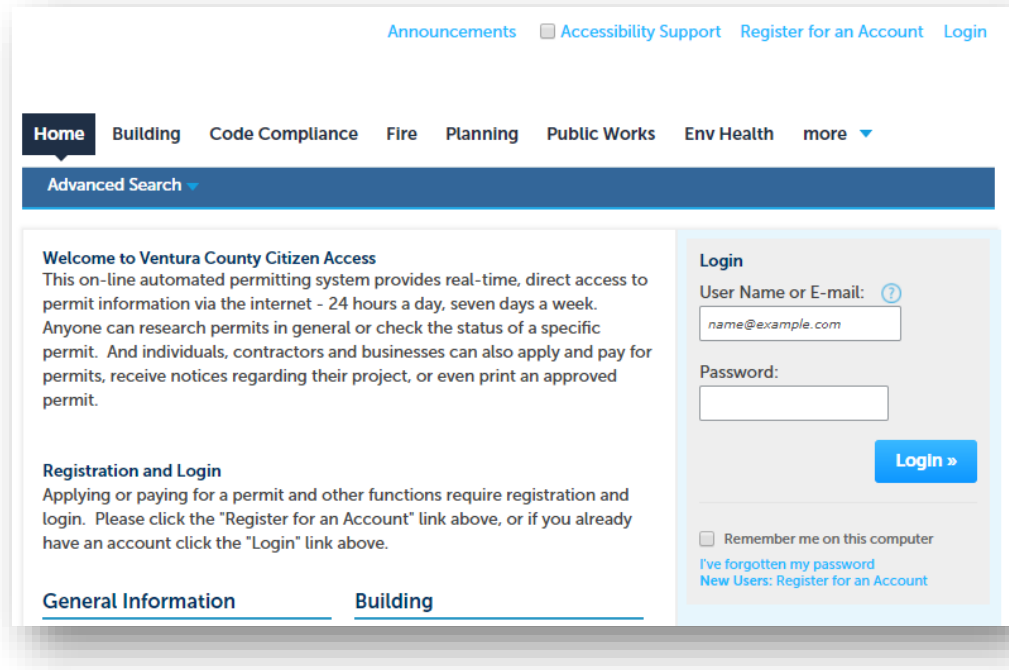 Announcements Accessibility Support Register for an Account Login
Home Building Code Compliance Fire Planning Public Works Env Health more
Advanced Search
Welcome to Ventura County Citizen Access
This on-line automated permitting system provides real-time, direct access to
permit information via the internet - 24 hours a day, seven days a week.
Anyone can research permits in general or check the status of a specific
permit. And individuals, contractors and businesses can also apply and pay for
permits, receive notices regarding their project, or even print an approved
permit.
Registration and Login
Applying or paying for a permit and other functions require registration and
login. Please click the "Register for an Account" link above, or if you already
have an account click the "Login" link above.
General Information Building
Login
User Name or E-mail: ?
name@example.com
Password:
Login »
Remember me on this computer
I've forgotten my password
New Users: Register for an Account